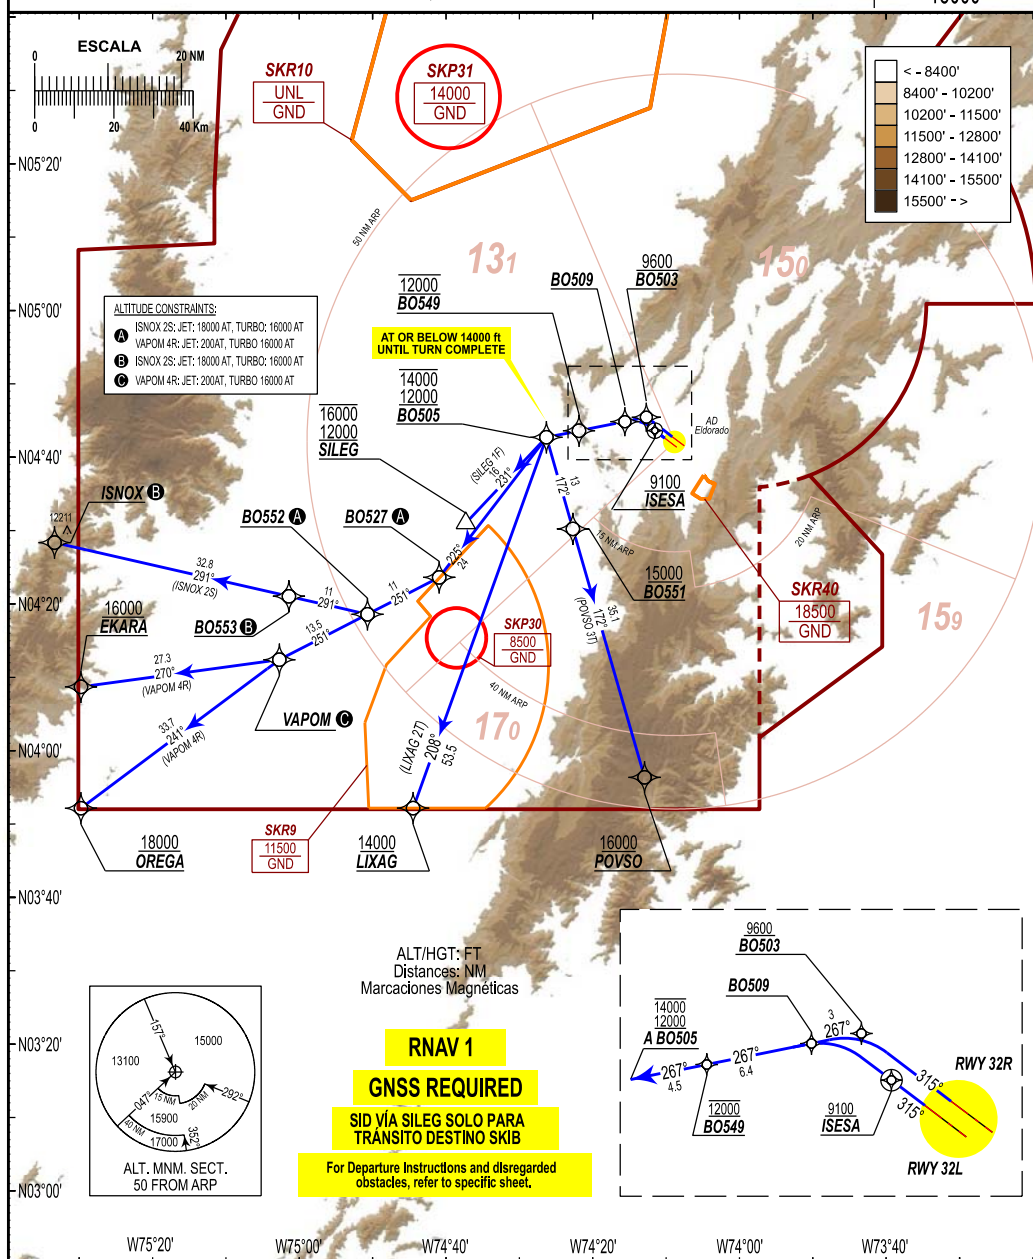 ESCALA
0
20 NM
0
20
40 Km
SKR10
UNL
GND
SKP31
14000
GND
< - 8400'
8400' - 10200'
10200' - 11500'
11500' - 12800'
12800' - 14100'
14100' - 15500'
15500' - >
N05°20'
50 NM ARP
131
150
12000
BO549
BO509
9600
BO503
N05°00'
ALTITUDE CONSTRAINTS:
A
ISNOX 2S: JET: 18000 AT, TURBO: 16000 AT
VAPOM 4R: JET: 200AT, TURBO 16000 AT
B ISNOX 2S: JET: 18000 AT, TURBO: 16000 AT
C VAPOM 4R: JET: 200AT, TURBO 16000 AT
AT OR BELOW 14000 ft
UNTIL TURN COMPLETE
14000
12000
BO505
16000
12000
SILEG
AD
Eldorado
N04°40'
(SILEG 1F)
16
231°
13
172°
9100
ISESA
ISNOX B
12211
BO552 A
BO527 A
225°
24
15 NM ARP
20 NM ARP
32.8
291°
(ISNOX 2S)
11
291°
11
251°
15000
BO551
SKR40
18500
GND
N04°20'
16000
EKARA
BO553 B
13.5
251°
SKP30
8500
GND
35.1
172°
(POVSO 3T)
159
27.3
270°
(VAPOM 4R)
40 NM ARP
33.7
241°
(VAPOM 4R)
VAPOM C
170
(LIXAG 2T)
208°
53.5
N04°00'
18000
OREGA
SKR9
11500
GND
14000
LIXAG
16000
POVSO
N03°40'
ALT/HGT: FT
Distances: NM
Marcaciones Magnéticas
9600
BO503
BO509
14000
12000
A BO505
3
267°
267°
6.4
267°
4.5
12000
BO549
9100
ISESA
315°
315°
RWY 32R
RWY 32L
157°
15000
13100
047°
15 NM
20 NM
292°
40 NM
15900
17000
352°
ALT. MNM. SECT.
50 FROM ARP
N03°20'
RNAV 1
GNSS REQUIRED
SID VÍA SILEG SOLO PARA
TRÁNSITO DESTINO SKIB
For Departure Instructions and disregarded
obstacles, refer to specific sheet.
N03°00'
W75°20'
W75°00'
W74°40'
W74°20'
W74°00'
W73°40'